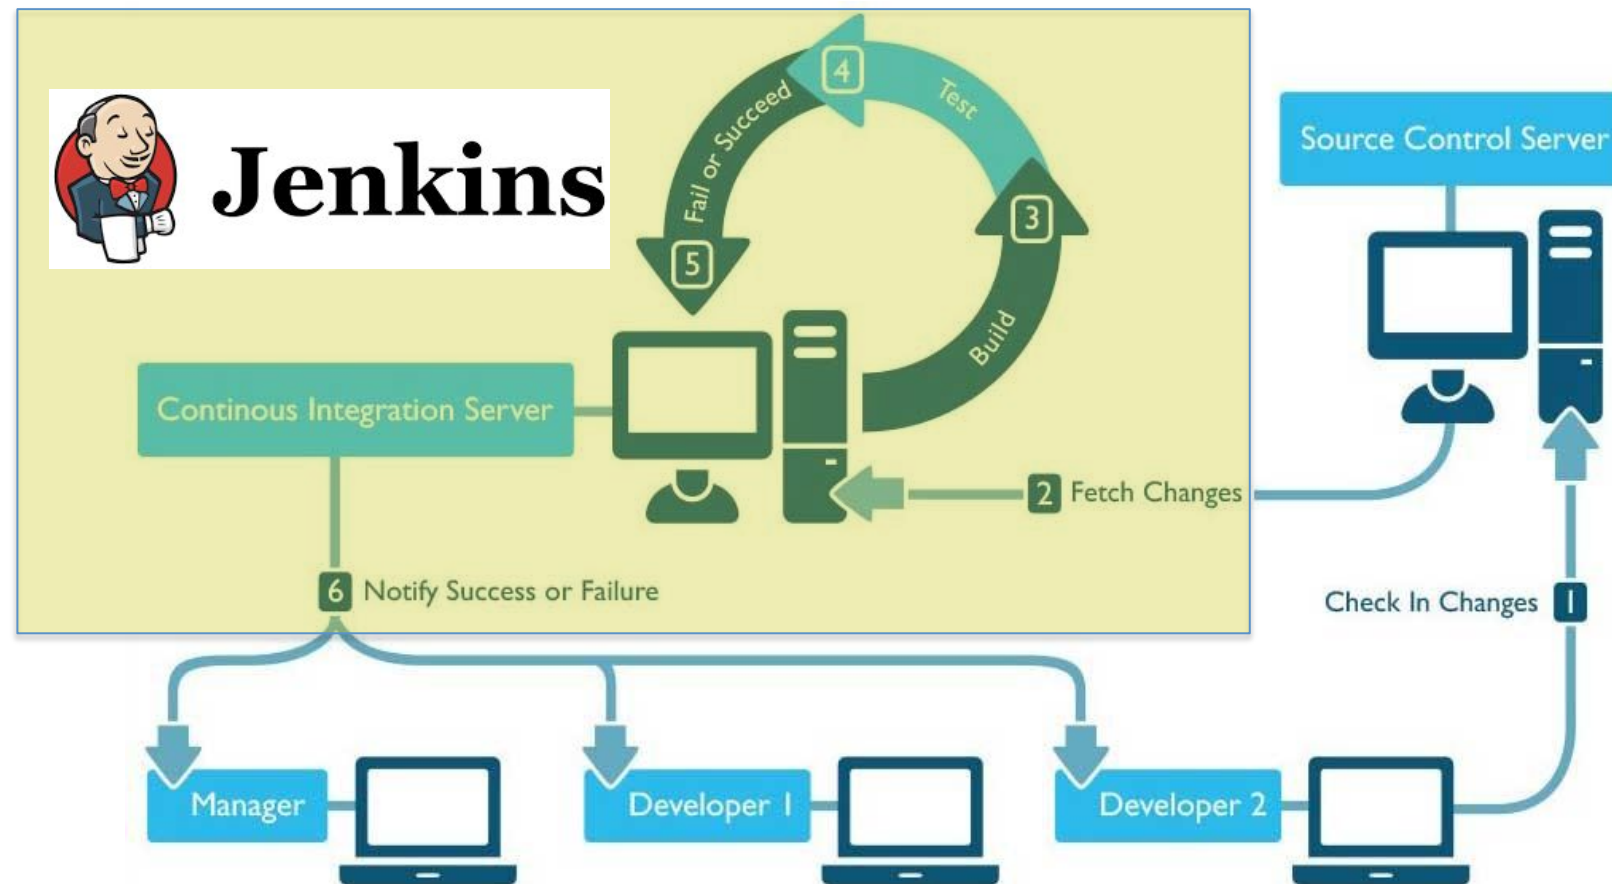 Jenkins
4
Test
Fail or Succeed
3
5
Build
Source Control Server
Continous Integration Server
2 Fetch Changes
6 Notify Success or Failure
Check In Changes 1
Manager
Developer 1
Developer 2